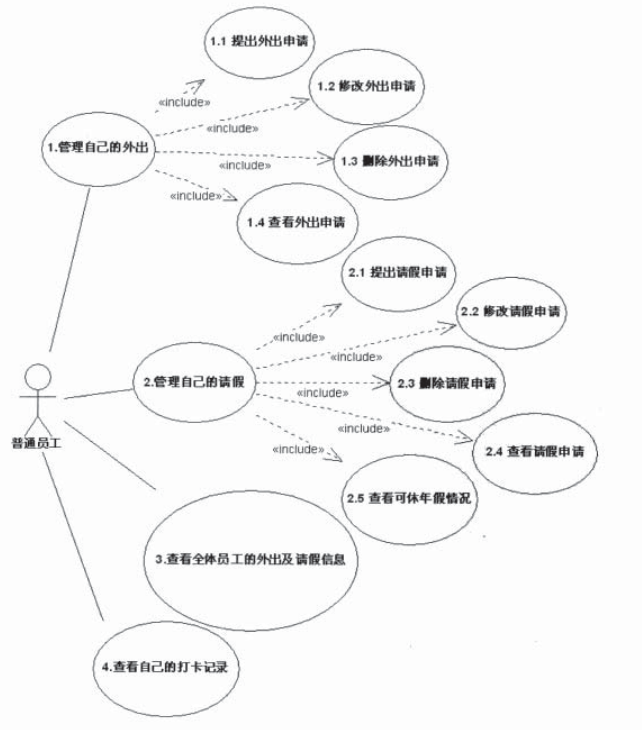 1.1 提出外出申请
«include»
1.2 修改外出申请
«include»
1.管理自己的外出
1.3 删除外出申请
«include»
«include»
1.4 查看外出申请
2.1 提出请假申请
2.2 修改请假申请
«include»
«include»
2.管理自己的请假
2.3 删除请假申请
«include»
«include»
普通员工
«include»
2.4 查看请假申请
2.5 查看可休年假情况
3.查看全体员工的外出及请假信息
4.查看自己的打卡记录